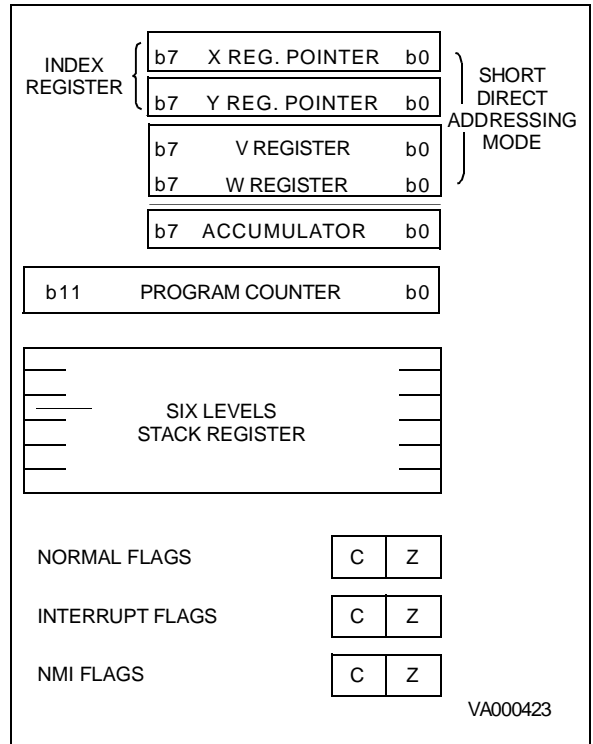 INDEX
REGISTER
b7 X REG. POINTER b0
b7 Y REG. POINTER b0
SHORT
DIRECT
ADDRESSING
MODE
b7 V REGISTER b0
b7 W REGISTER b0
b7 ACCUMULATOR b0
b11 PROGRAM COUNTER b0
SIX LEVELS
STACK REGISTER
NORMAL FLAGS C Z
INTERRUPT FLAGS C Z
NMI FLAGS C Z
VA000423